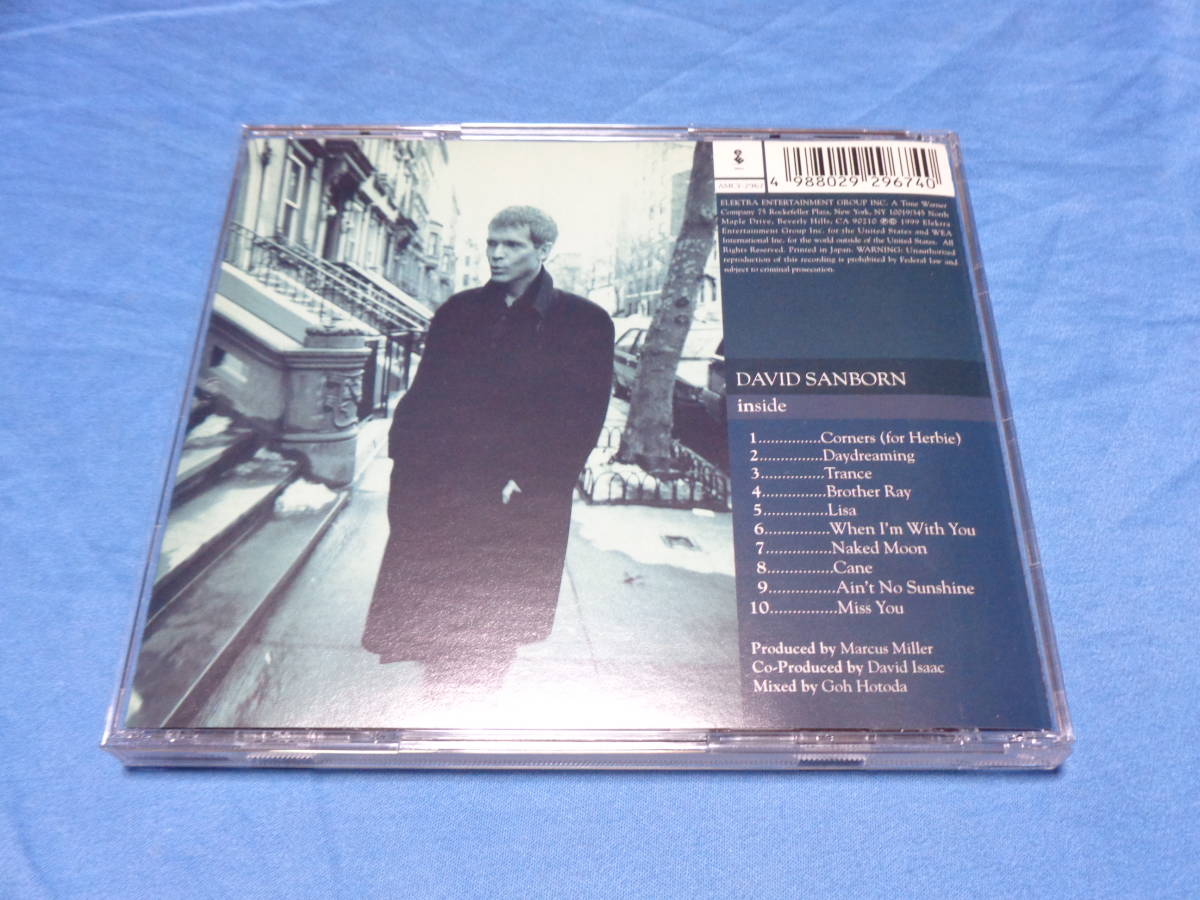 4 988029 296740
ELEKTRA ENTERTAINMENT GROUP INC. A Time Warner
Company 75 Rockefeller Plaza, New York, NY 10019/345 North
Maple Drive, Beverly Hills, CA 90210 ℗© 1999 Elektra
Entertainment Group Inc. for the United States and WEA
International Inc. for the world outside of the United States. All
Rights Reserved. Printed in Japan. WARNING: Unauthorized
reproduction of this recording is prohibited by Federal law and
subject to criminal prosecution.
DAVID SANBORN
inside
1..............Corners (for Herbie)
2..............Daydreaming
3..............Trance
4..............Brother Ray
5..............Lisa
6..............When I'm With You
7..............Naked Moon
8..............Cane
9..............Ain't No Sunshine
10..............Miss You
Produced by Marcus Miller
Co-Produced by David Isaac
Mixed by Goh Hotoda